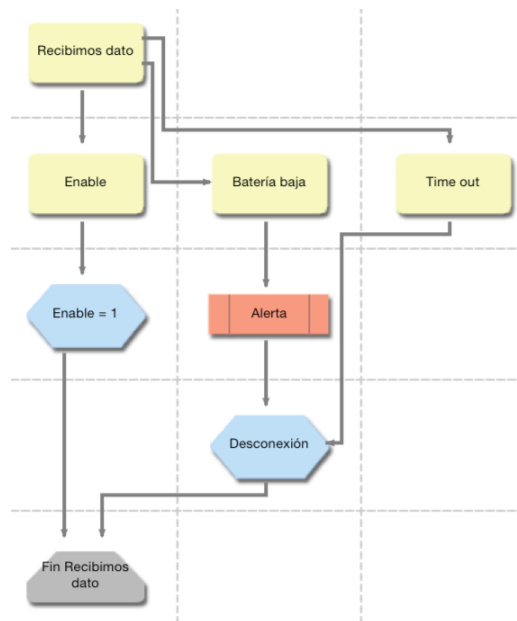 Recibimos dato
Enable
Batería baja
Time out
Enable = 1
Alerta
Desconexión
Fin Recibimos
dato